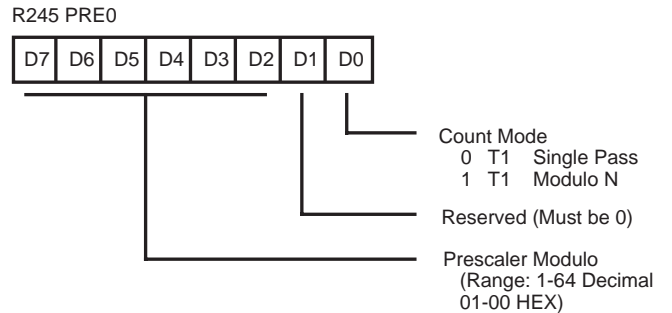 R245 PRE0
D7 D6 D5 D4 D3 D2 D1 D0
Count Mode
0 T1 Single Pass
1 T1 Modulo N
Reserved (Must be 0)
Prescaler Modulo
(Range: 1-64 Decimal
01-00 HEX)